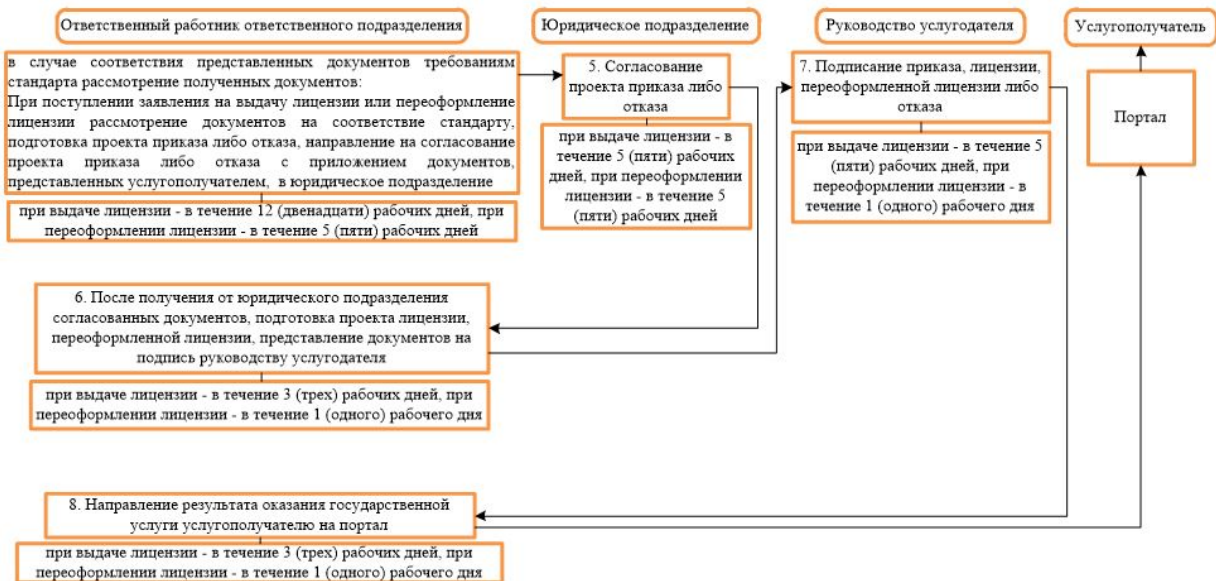 Ответственный работник ответственного подразделения
Юридическое подразделение
Руководство услугодателя
Услугополучатель
в случае соответствия представленных документов требованиям
стандарта рассмотрение полученных документов:
При поступлении заявления на выдачу лицензии или переоформление
лицензии рассмотрение документов на соответствие стандарту,
подготовка проекта приказа либо отказа, направление на согласование
проекта приказа либо отказа с приложением документов,
представленных услугополучателем, в юридическое подразделение
при выдаче лицензии - в течение 12 (двенадцати) рабочих дней, при
переоформлении лицензии - в течение 5 (пяти) рабочих дней
5. Согласование
проекта приказа либо
отказа
при выдаче лицензии - в
течение 5 (пяти) рабочих
дней, при переоформлении
лицензии - в течение 5
(пяти) рабочих дней
7. Подписание приказа, лицензии,
переоформленной лицензии либо
отказа
при выдаче лицензии - в течение 5
(пяти) рабочих дней, при
переоформлении лицензии - в
течение 1 (одного) рабочего дня
Портал
6. После получения от юридического подразделения
согласованных документов, подготовка проекта лицензии,
переоформленной лицензии, представление документов на
подпись руководству услугодателя
при выдаче лицензии - в течение 3 (трех) рабочих дней, при
переоформлении лицензии - в течение 1 (одного) рабочего дня
8. Направление результата оказания государственной
услуги услугополучателю на портал
при выдаче лицензии - в течение 3 (трех) рабочих дней, при
переоформлении лицензии - в течение 1 (одного) рабочего дня